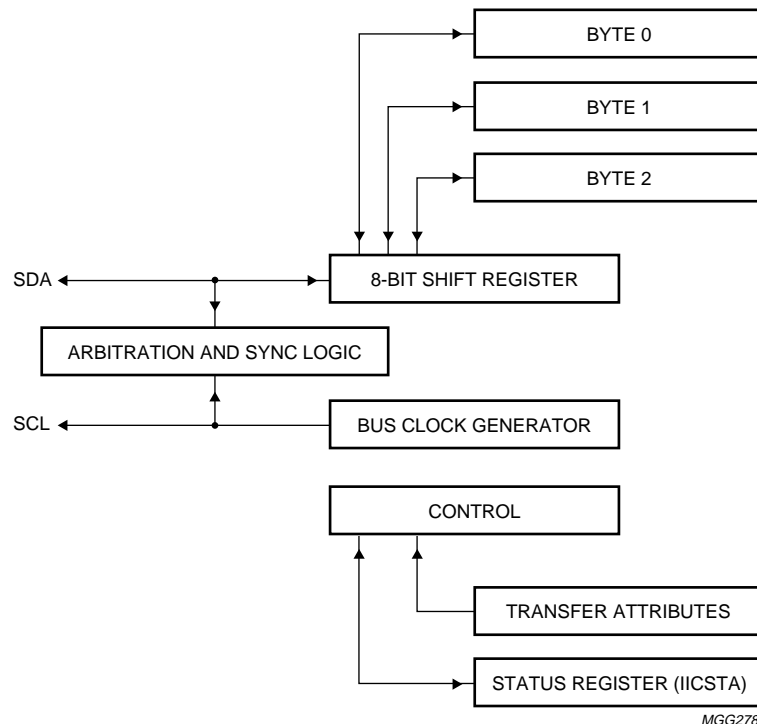 BYTE 0
BYTE 1
BYTE 2
SDA
8-BIT SHIFT REGISTER
ARBITRATION AND SYNC LOGIC
SCL
BUS CLOCK GENERATOR
CONTROL
TRANSFER ATTRIBUTES
STATUS REGISTER (IICSTA)
MGG278